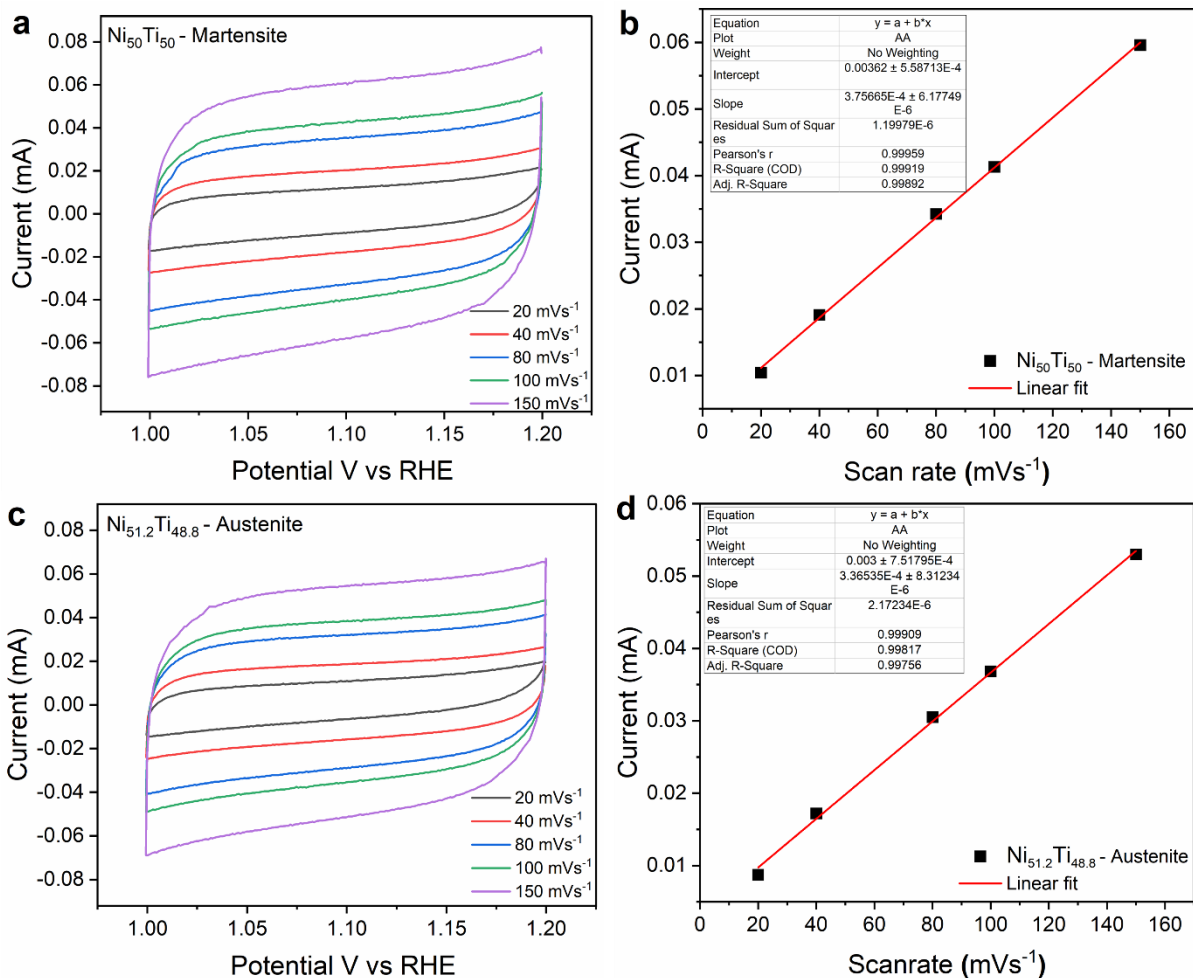 a
Ni₅₀Ti₅₀ - Martensite
0.08
0.06
0.04
0.02
0.00
-0.02
-0.04
-0.06
-0.08
Current (mA)
20 mVs⁻¹
40 mVs⁻¹
80 mVs⁻¹
100 mVs⁻¹
150 mVs⁻¹
1.00 1.05 1.10 1.15 1.20
Potential V vs RHE
b
Equation y = a + b*x
Plot AA
Weight No Weighting
Intercept 0.00362 ± 5.58713E-4
Slope 3.75665E-4 ± 6.17749
E-6
Residual Sum of Squar 1.19979E-6
es
Pearson's r 0.99959
R-Square (COD) 0.99919
Adj. R-Square 0.99892
0.06
0.05
0.04
0.03
0.02
0.01
Current (mA)
Ni₅₀Ti₅₀ - Martensite
Linear fit
0 20 40 60 80 100 120 140 160
Scan rate (mVs⁻¹)
c
Ni₅₁.₂Ti₄₈.₈ - Austenite
0.08
0.06
0.04
0.02
0.00
-0.02
-0.04
-0.06
-0.08
Current (mA)
20 mVs⁻¹
40 mVs⁻¹
80 mVs⁻¹
100 mVs⁻¹
150 mVs⁻¹
1.00 1.05 1.10 1.15 1.20
Potential V vs RHE
d
Equation y = a + b*x
Plot AA
Weight No Weighting
Intercept 0.003 ± 7.51795E-4
Slope 3.36535E-4 ± 8.31234
E-6
Residual Sum of Squar 2.17234E-6
es
Pearson's r 0.99909
R-Square (COD) 0.99817
Adj. R-Square 0.99756
0.06
0.05
0.04
0.03
0.02
0.01
Current (mA)
Ni₅₁.₂Ti₄₈.₈ - Austenite
Linear fit
0 20 40 60 80 100 120 140 160
Scanrate (mVs⁻¹)